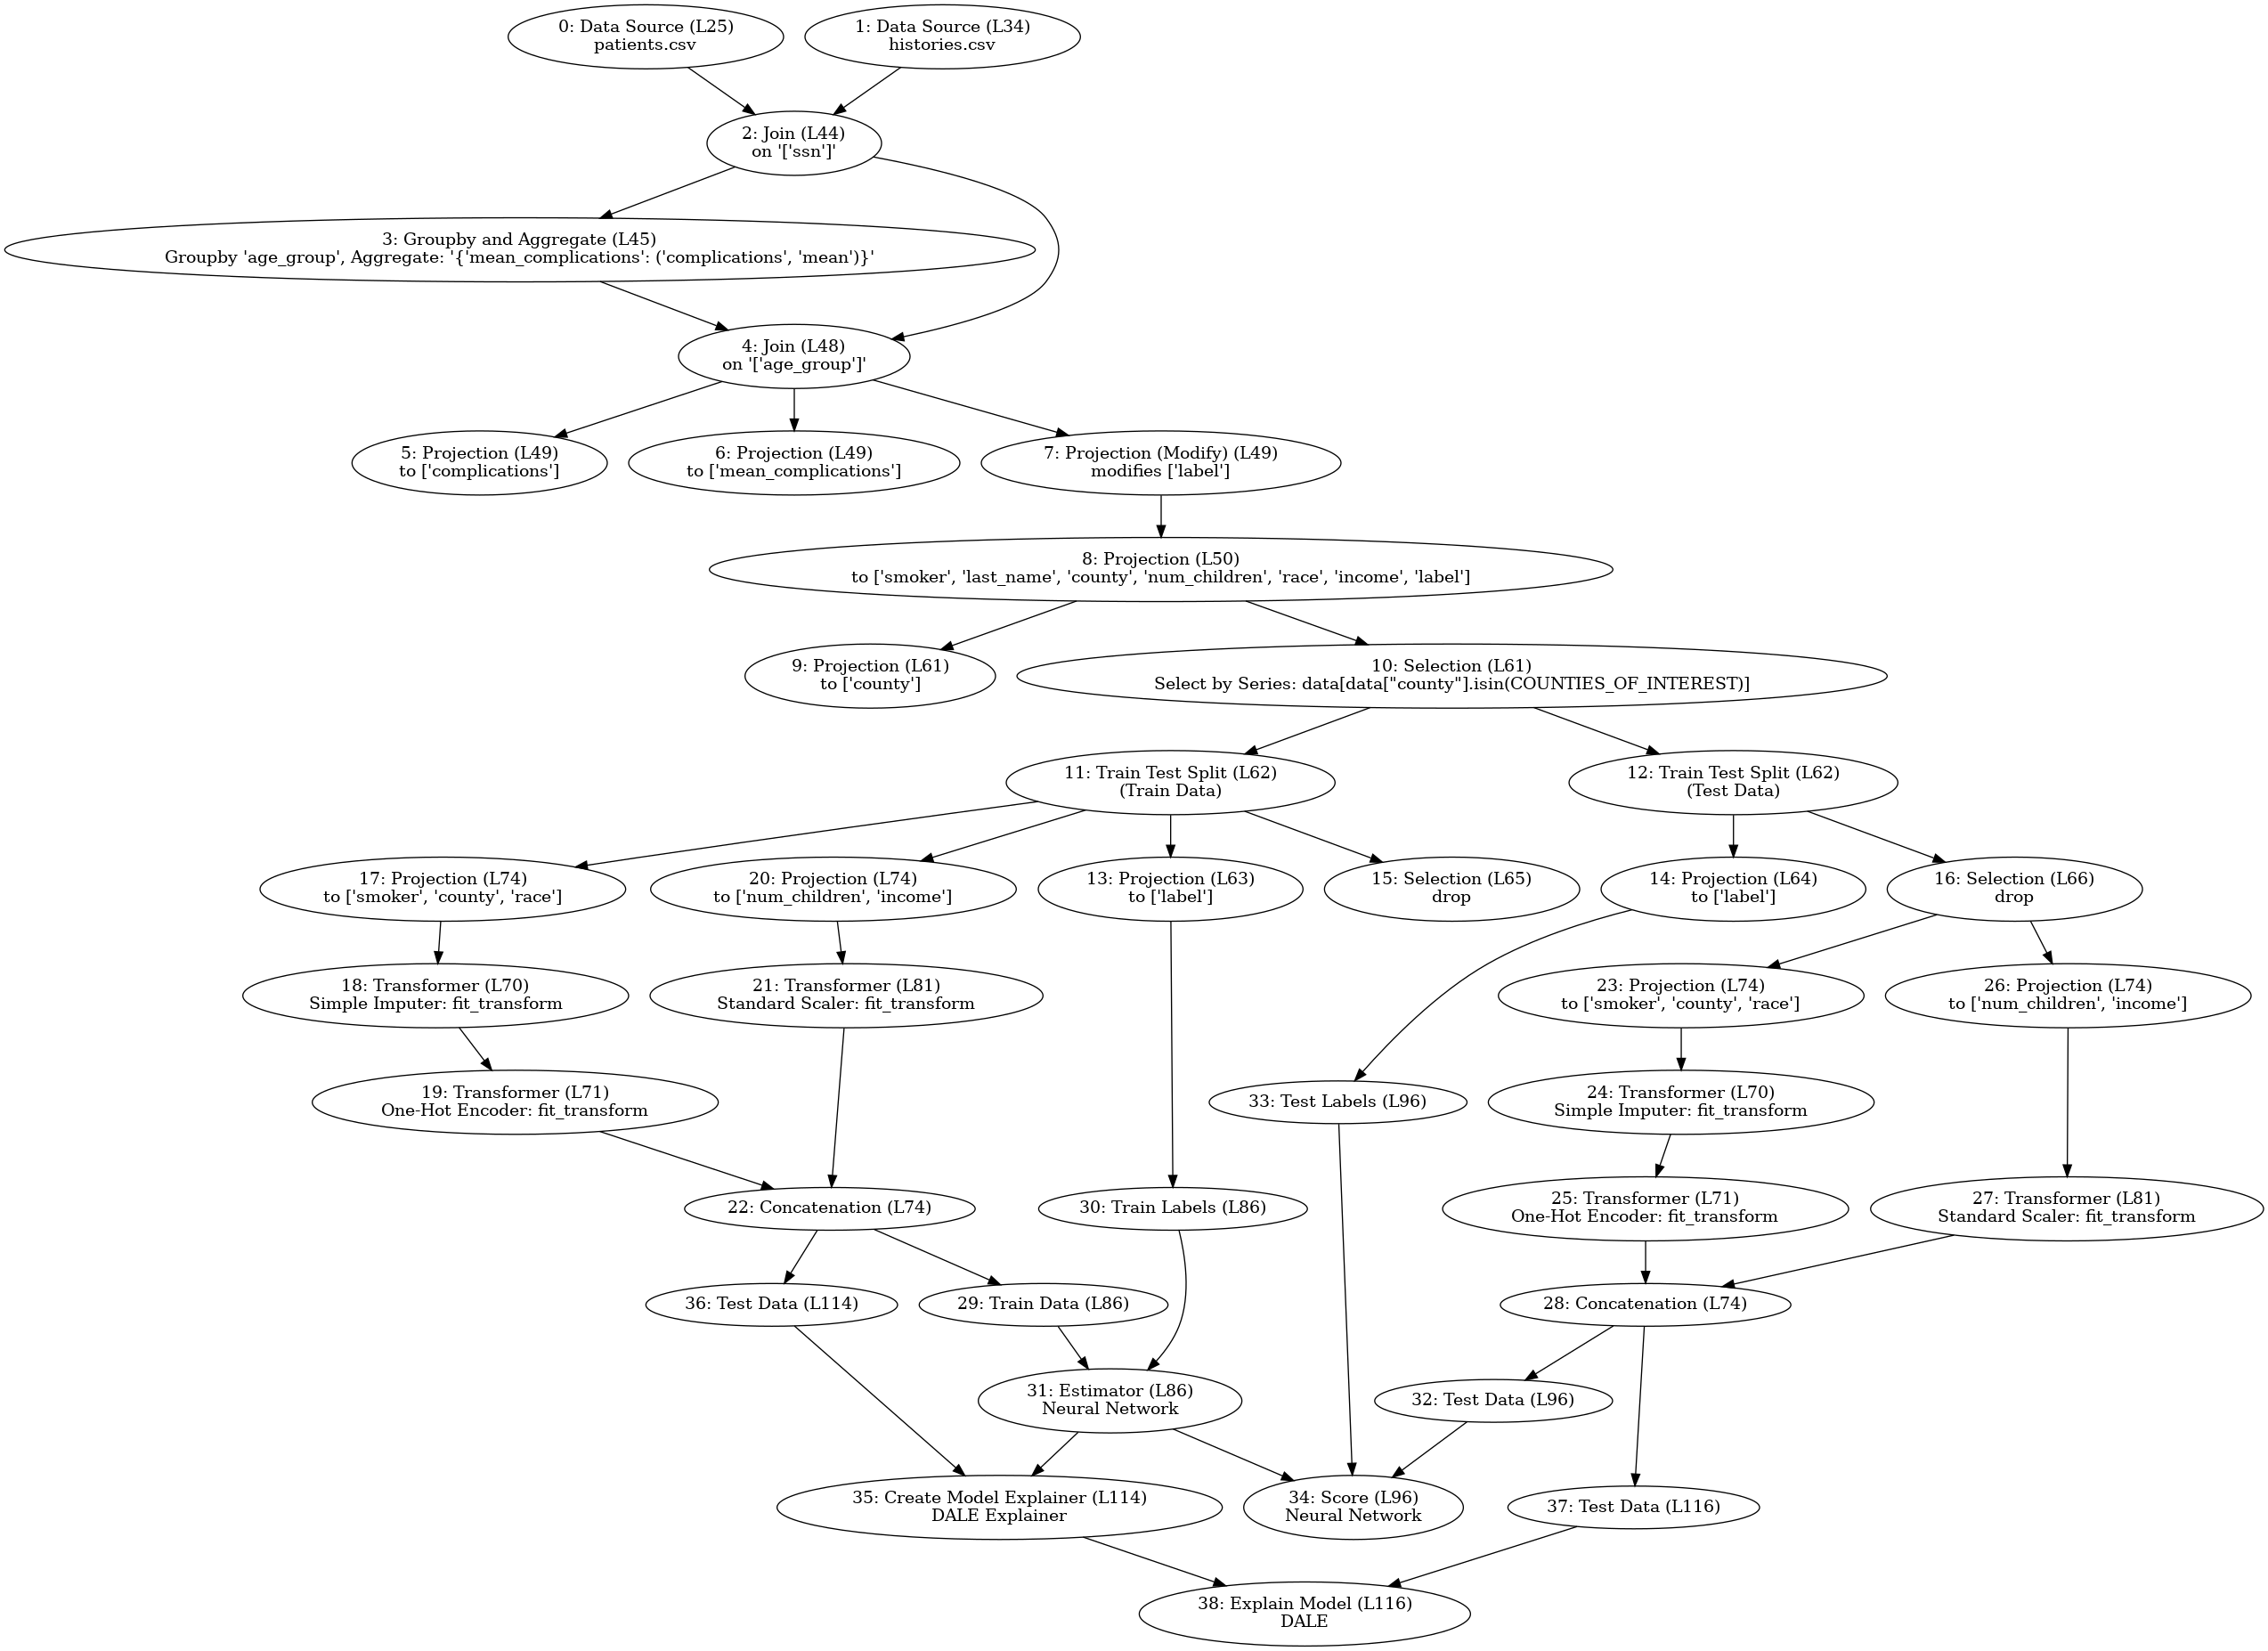 0: Data Source (L25)
patients.csv
1: Data Source (L34)
histories.csv
2: Join (L44)
on '['ssn']'
3: Groupby and Aggregate (L45)
Groupby 'age_group', Aggregate: '{'mean_complications': ('complications', 'mean')}'
4: Join (L48)
on '['age_group']'
5: Projection (L49)
to ['complications']
6: Projection (L49)
to ['mean_complications']
7: Projection (Modify) (L49)
modifies ['label']
8: Projection (L50)
to ['smoker', 'last_name', 'county', 'num_children', 'race', 'income', 'label']
9: Projection (L61)
to ['county']
10: Selection (L61)
Select by Series: data[data["county"].isin(COUNTIES_OF_INTEREST)]
11: Train Test Split (L62)
(Train Data)
12: Train Test Split (L62)
(Test Data)
17: Projection (L74)
to ['smoker', 'county', 'race']
20: Projection (L74)
to ['num_children', 'income']
13: Projection (L63)
to ['label']
15: Selection (L65)
drop
14: Projection (L64)
to ['label']
16: Selection (L66)
drop
18: Transformer (L70)
Simple Imputer: fit_transform
21: Transformer (L81)
Standard Scaler: fit_transform
23: Projection (L74)
to ['smoker', 'county', 'race']
26: Projection (L74)
to ['num_children', 'income']
19: Transformer (L71)
One-Hot Encoder: fit_transform
33: Test Labels (L96)
24: Transformer (L70)
Simple Imputer: fit_transform
22: Concatenation (L74)
30: Train Labels (L86)
25: Transformer (L71)
One-Hot Encoder: fit_transform
27: Transformer (L81)
Standard Scaler: fit_transform
36: Test Data (L114)
29: Train Data (L86)
28: Concatenation (L74)
31: Estimator (L86)
Neural Network
32: Test Data (L96)
35: Create Model Explainer (L114)
DALE Explainer
34: Score (L96)
Neural Network
37: Test Data (L116)
38: Explain Model (L116)
DALE